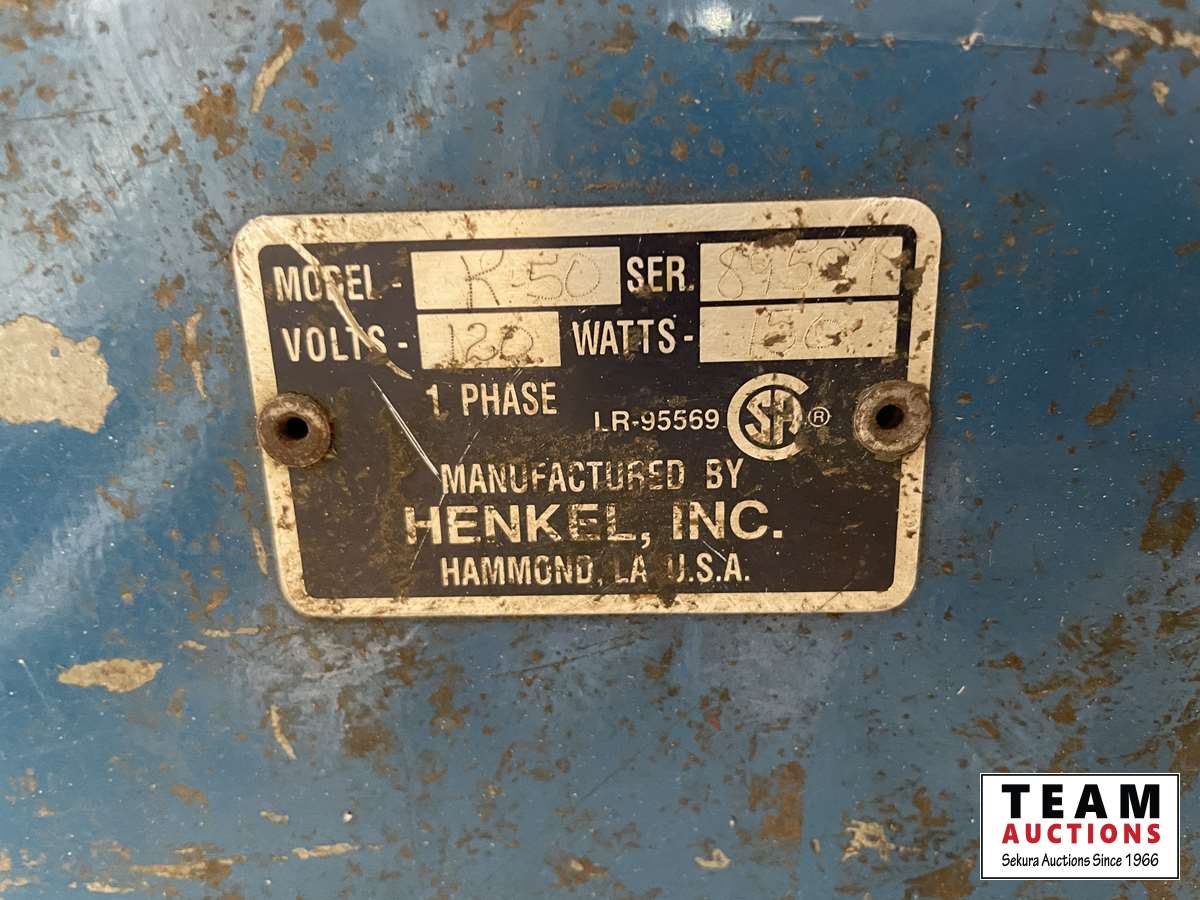 MODEL - K-50 SER.
VOLTS - 120 WATTS - 150
1 PHASE
LR-95569 SA ®
MANUFACTURED BY
HENKEL, INC.
HAMMOND, LA U.S.A.
TEAM
AUCTIONS
Sekura Auctions Since 1966